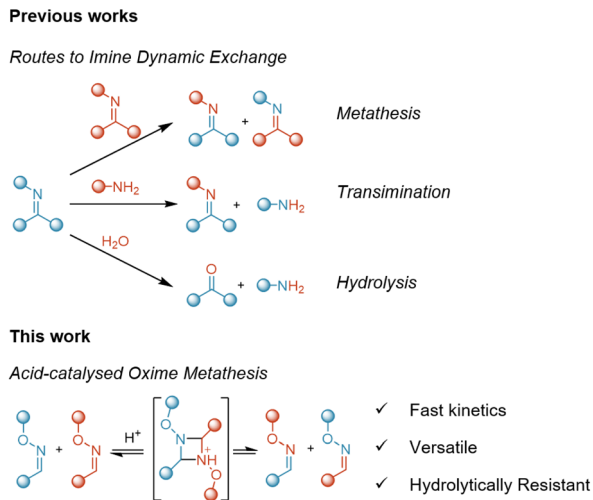 Previous works
Routes to Imine Dynamic Exchange
N
N
N
+
Metathesis
N
NH2
N
+
NH2
Transimination
H2O
O
+
NH2
Hydrolysis
This work
Acid-catalysed Oxime Metathesis
O
N
+
O
N
H+
O
N
+
NH
O
O
N
+
O
N
✓ Fast kinetics
✓ Versatile
✓ Hydrolytically Resistant